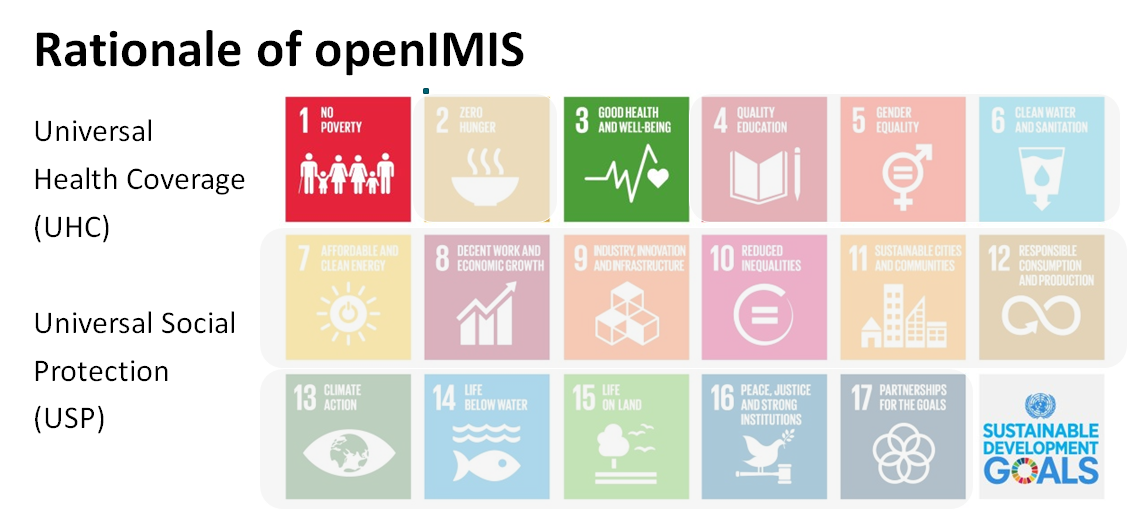 Rationale of openIMIS
Universal
Health Coverage
(UHC)
Universal Social
Protection
(USP)
1 NO
POVERTY
2 ZERO
HUNGER
3 GOOD HEALTH
AND WELL-BEING
4 QUALITY
EDUCATION
5 GENDER
EQUALITY
6 CLEAN WATER
AND SANITATION
7 AFFORDABLE AND
CLEAN ENERGY
8 DECENT WORK AND
ECONOMIC GROWTH
9 INDUSTRY, INNOVATION
AND INFRASTRUCTURE
10 REDUCED
INEQUALITIES
11 SUSTAINABLE CITIES
AND COMMUNITIES
12 RESPONSIBLE
CONSUMPTION
AND PRODUCTION
13 CLIMATE
ACTION
14 LIFE
BELOW WATER
15 LIFE
ON LAND
16 PEACE, JUSTICE
AND STRONG
INSTITUTIONS
17 PARTNERSHIPS
FOR THE GOALS
SUSTAINABLE
DEVELOPMENT
GOALS